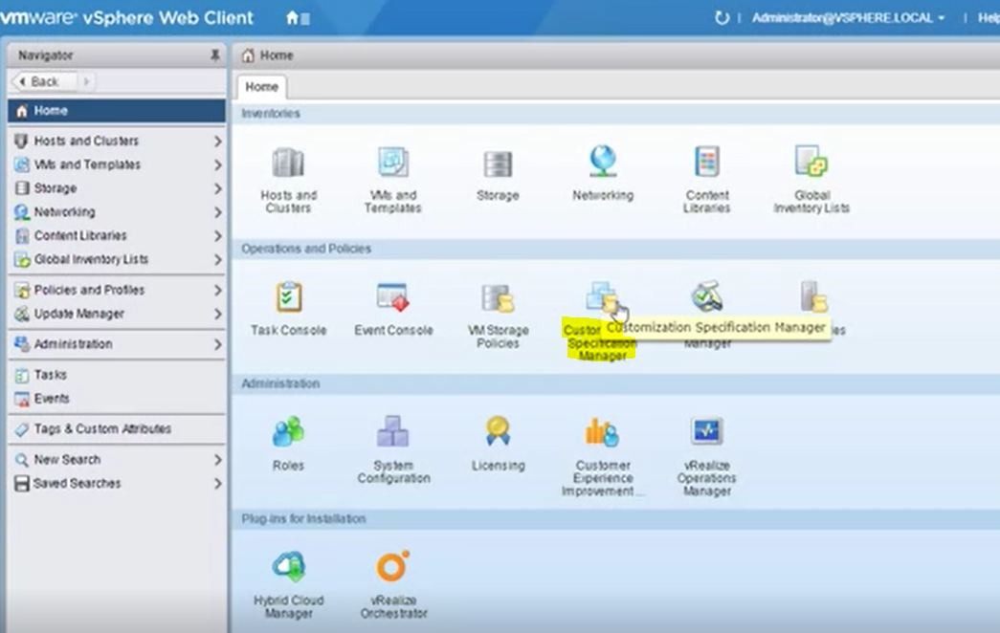 vmware® vSphere Web Client
Administrator@VSPHERE.LOCAL
Help
Navigator
Back
Home
Hosts and Clusters
VMs and Templates
Storage
Networking
Content Libraries
Global Inventory Lists
Policies and Profiles
Update Manager
Administration
Tasks
Events
Tags & Custom Attributes
New Search
Saved Searches
Home
Home
Inventories
Hosts and
Clusters
VMs and
Templates
Storage
Networking
Content
Libraries
Global
Inventory Lists
Operations and Policies
Task Console
Event Console
VM Storage
Policies
Custo
Specification
Manager
Customization Specification Manager
Manager
es
Administration
Roles
System
Configuration
Licensing
Customer
Experience
Improvement ...
vRealize
Operations
Manager
Plug-ins for Installation
Hybrid Cloud
Manager
vRealize
Orchestrator